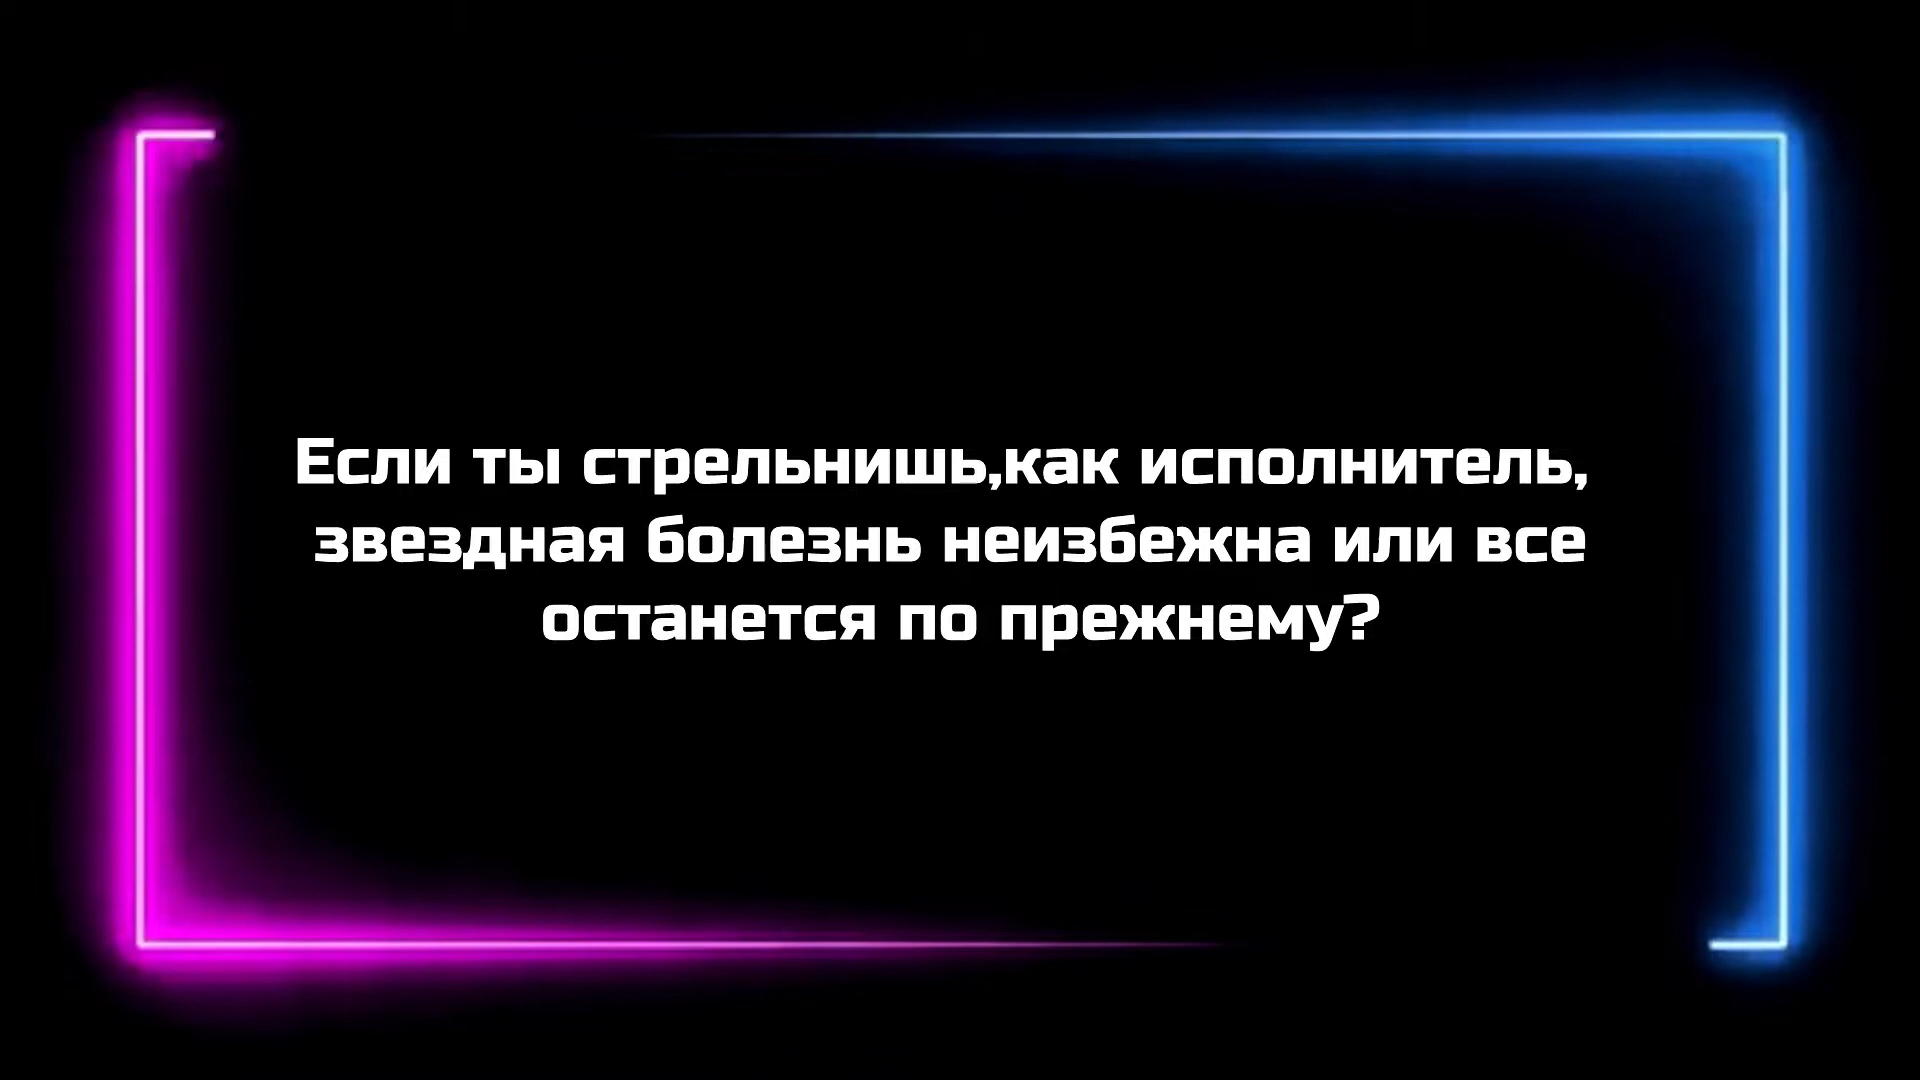 Если ты стрельнишь,как исполнитель,
звездная болезнь неизбежна или все
останется по прежнему?